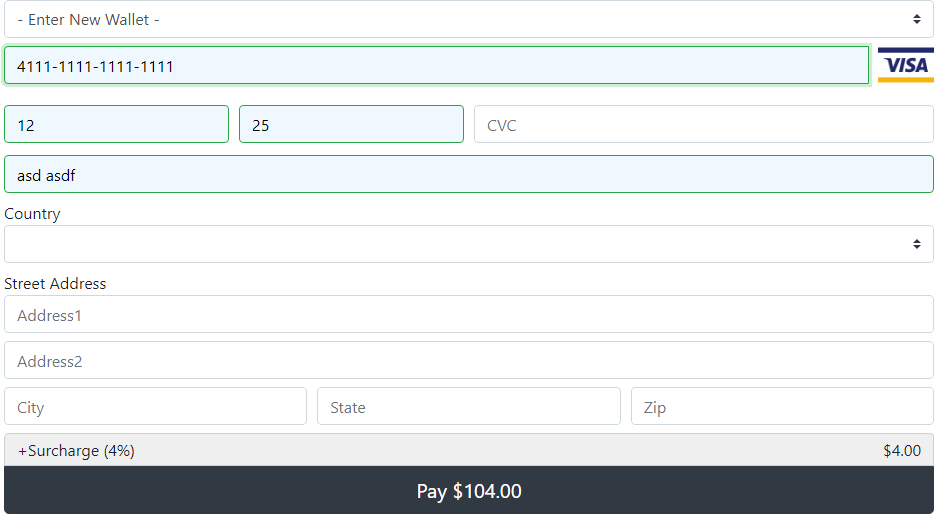 - Enter New Wallet -
4111-1111-1111-1111 VISA
12 25 CVC
asd asdf
Country
Street Address
Address1
Address2
City State Zip
+Surcharge (4%) $4.00
Pay $104.00